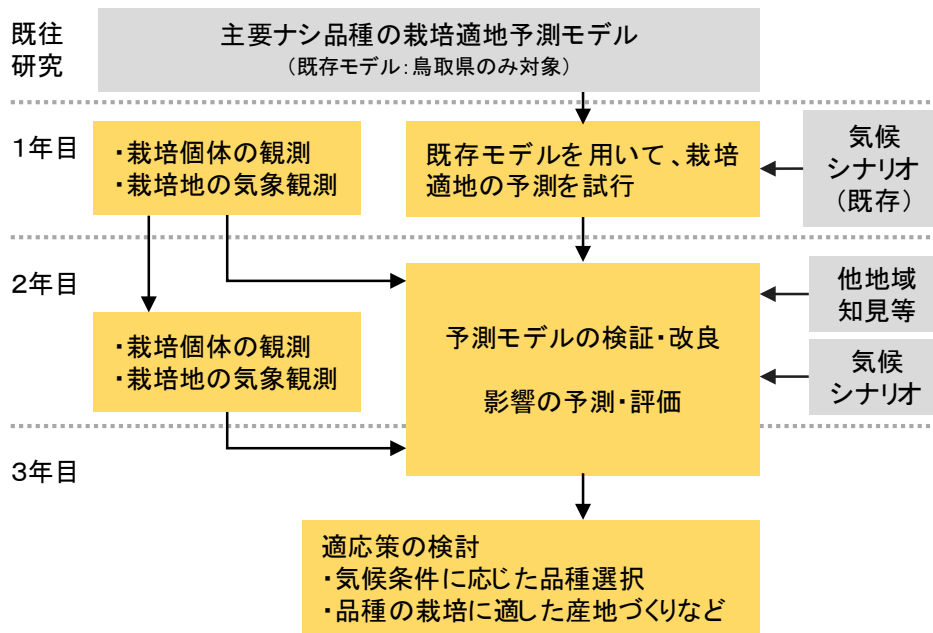 既往
研究
主要ナシ品種の栽培適地予測モデル
（既存モデル：鳥取県のみ対象）
1年目
・栽培個体の観測
・栽培地の気象観測
既存モデルを用いて、栽培
適地の予測を試行
気候
シナリオ
（既存）
2年目
・栽培個体の観測
・栽培地の気象観測
予測モデルの検証・改良
影響の予測・評価
他地域
知見等
気候
シナリオ
3年目
適応策の検討
・気候条件に応じた品種選択
・品種の栽培に適した産地づくりなど